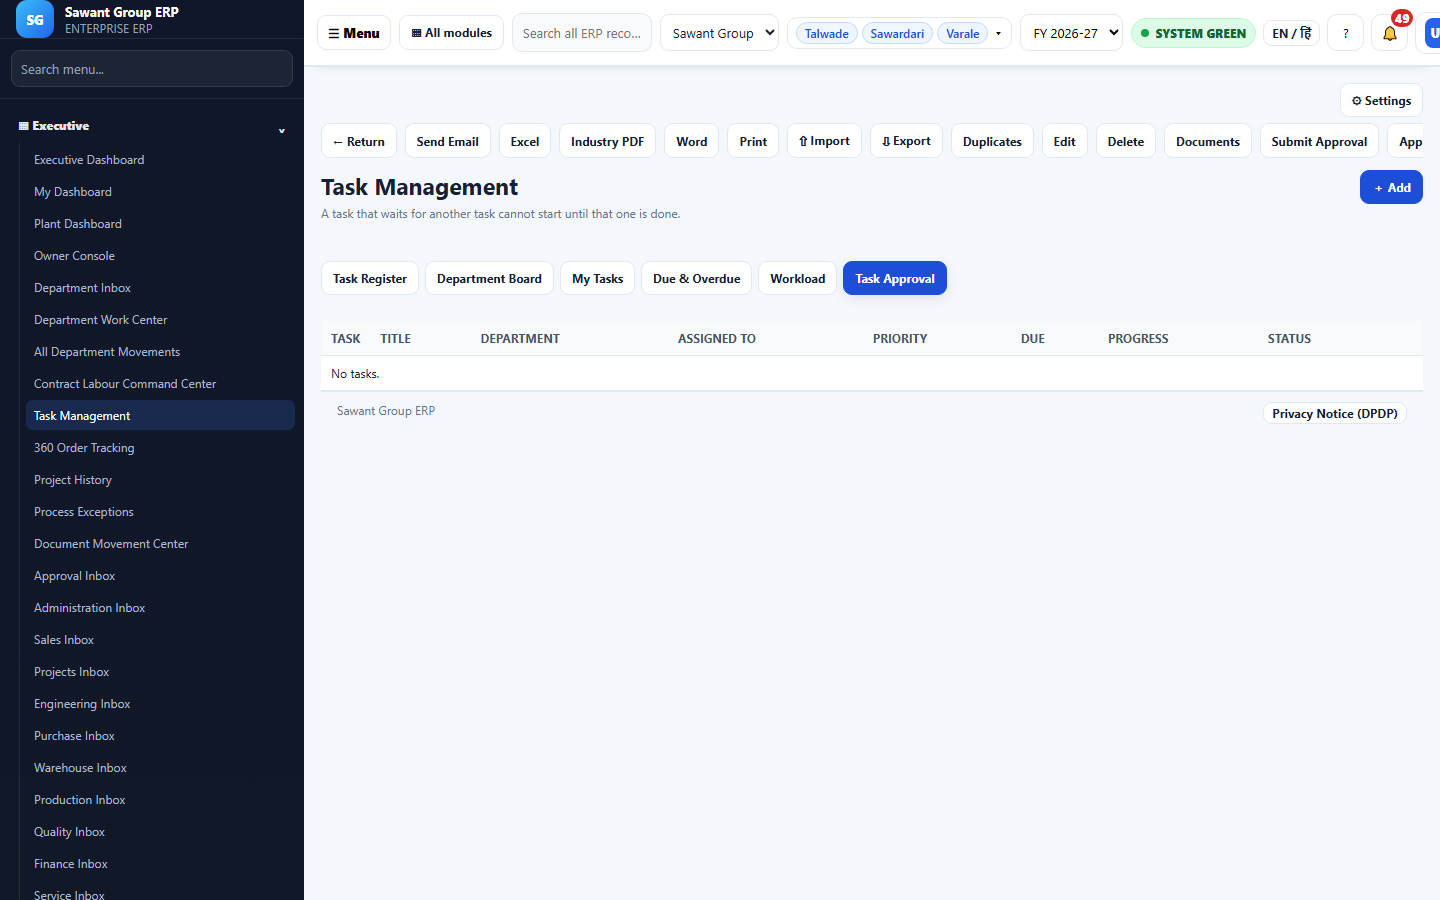 SG
Sawant Group ERP
ENTERPRISE ERP
Search menu...
Executive
Executive Dashboard
My Dashboard
Plant Dashboard
Owner Console
Department Inbox
Department Work Center
All Department Movements
Contract Labour Command Center
Task Management
360 Order Tracking
Project History
Process Exceptions
Document Movement Center
Approval Inbox
Administration Inbox
Sales Inbox
Projects Inbox
Engineering Inbox
Purchase Inbox
Warehouse Inbox
Production Inbox
Quality Inbox
Finance Inbox
Service Inbox
☰ Menu
All modules
Search all ERP reco...
Sawant Group
Talwade
Sawardari
Varale
FY 2026-27
SYSTEM GREEN
EN / हिं
?
49
U
⚙ Settings
← Return
Send Email
Excel
Industry PDF
Word
Print
⇧ Import
⇩ Export
Duplicates
Edit
Delete
Documents
Submit Approval
App
Task Management
+ Add
A task that waits for another task cannot start until that one is done.
Task Register
Department Board
My Tasks
Due & Overdue
Workload
Task Approval
TASK TITLE DEPARTMENT ASSIGNED TO PRIORITY DUE PROGRESS STATUS
No tasks.
Sawant Group ERP
Privacy Notice (DPDP)